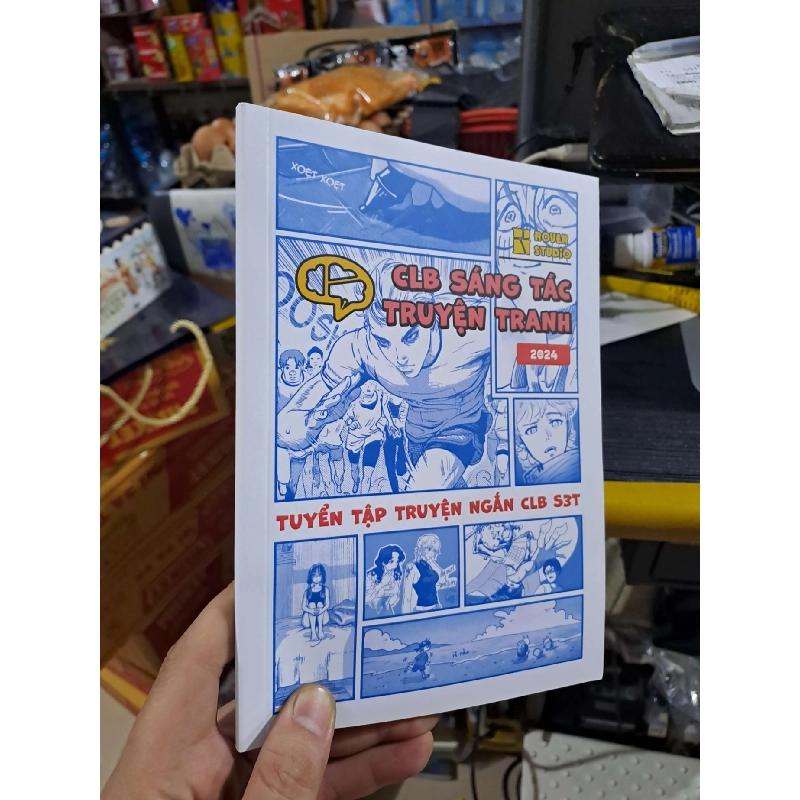 XOẸT XOẸT
ROVER
STUDIO
CLB SÁNG TÁC
TRUYỆN TRANH
2024
TUYỂN TẬP TRUYỆN NGẮN CLB S3T